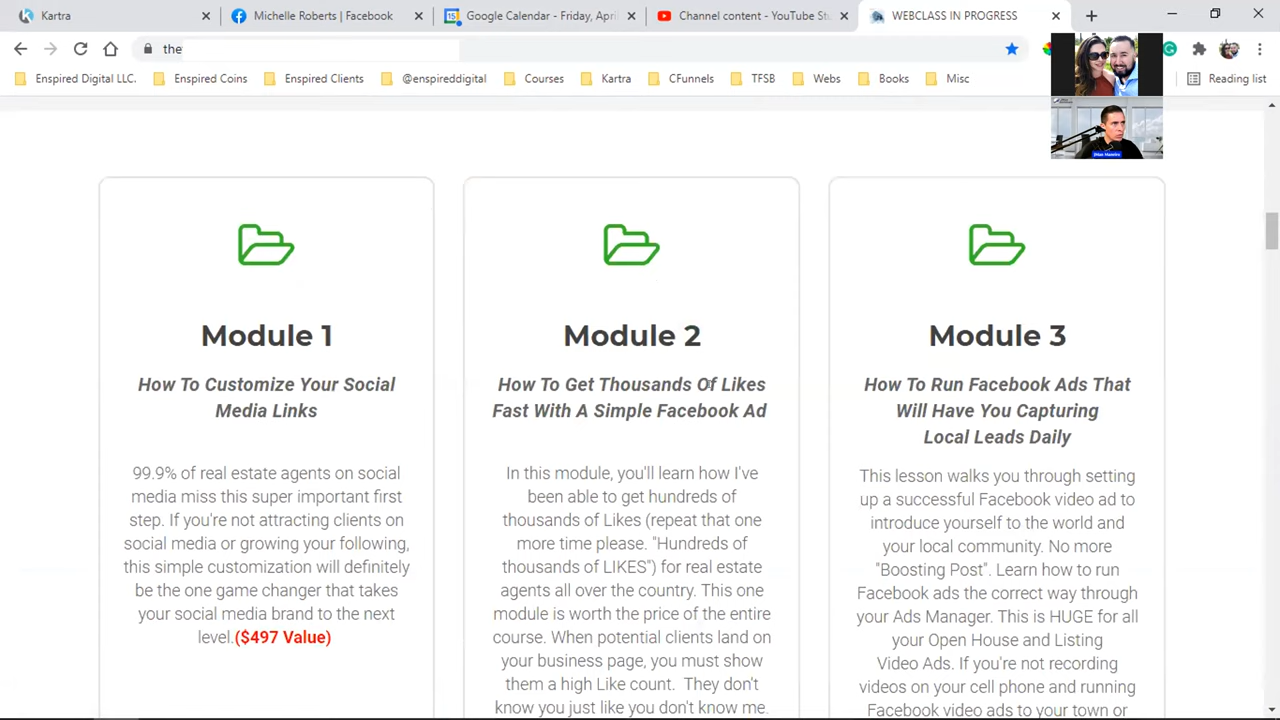 Kartra
Michelle Roberts | Facebook
Google Calendar - Friday, April
Channel content - YouTube Stu
WEBCLASS IN PROGRESS
the
Enspired Digital LLC.
Enspired Coins
Enspired Clients
@enspireddigital
Courses
Kartra
CFunnels
TFSB
Webs
Books
Misc
Reading list
Module 1
How To Customize Your Social
Media Links
99.9% of real estate agents on social
media miss this super important first
step. If you're not attracting clients on
social media or growing your following,
this simple customization will definitely
be the one game changer that takes
your social media brand to the next
level.($497 Value)
Module 2
How To Get Thousands Of Likes
Fast With A Simple Facebook Ad
In this module, you'll learn how I've
been able to get hundreds of
thousands of Likes (repeat that one
more time please. "Hundreds of
thousands of LIKES") for real estate
agents all over the country. This one
module is worth the price of the entire
course. When potential clients land on
your business page, you must show
them a high Like count. They don't
know you just like you don't know me.
Module 3
How To Run Facebook Ads That
Will Have You Capturing
Local Leads Daily
This lesson walks you through setting
up a successful Facebook video ad to
introduce yourself to the world and
your local community. No more
"Boosting Post". Learn how to run
Facebook ads the correct way through
your Ads Manager. This is HUGE for all
your Open House and Listing
Video Ads. If you're not recording
videos on your cell phone and running
Facebook video ads to your town or